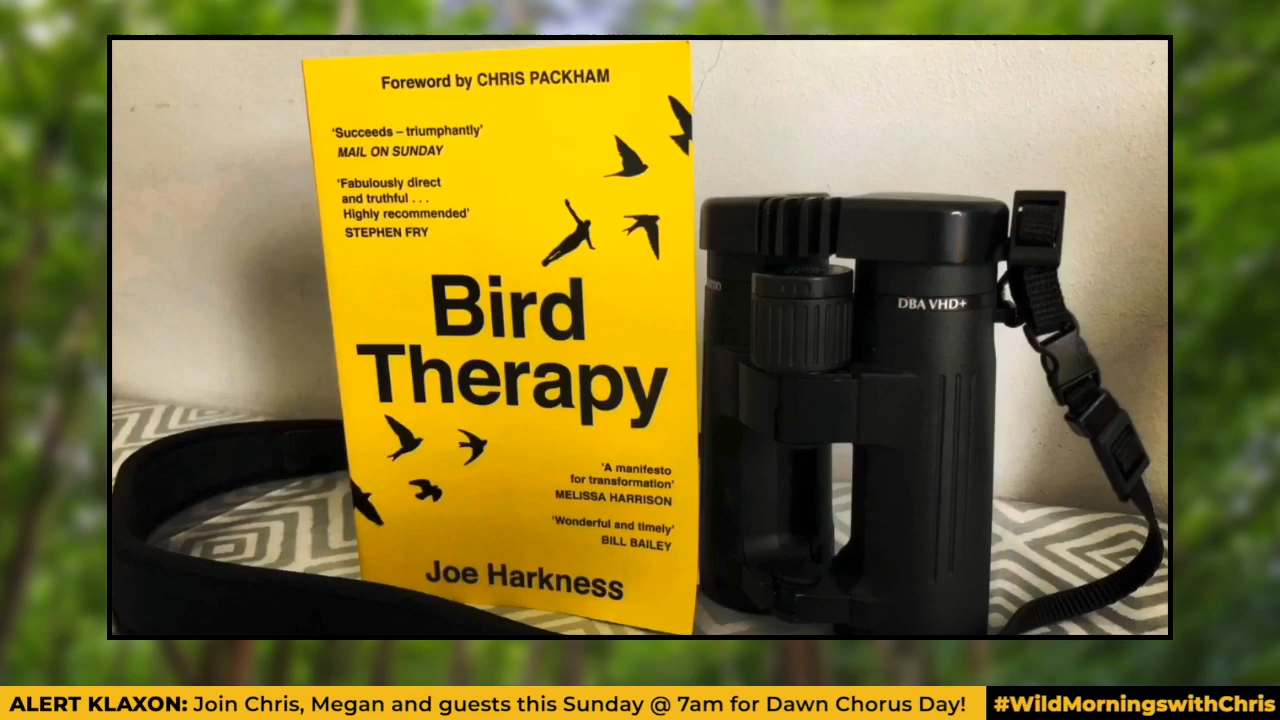 Foreword by CHRIS PACKHAM
‘Succeeds – triumphantly’
MAIL ON SUNDAY
‘Fabulously direct
and truthful . . .
Highly recommended’
STEPHEN FRY
Bird
Therapy
‘A manifesto
for transformation’
MELISSA HARRISON
‘Wonderful and timely’
BILL BAILEY
Joe Harkness
DBA VHD+
ALERT KLAXON: Join Chris, Megan and guests this Sunday @ 7am for Dawn Chorus Day!
#WildMorningswithChris